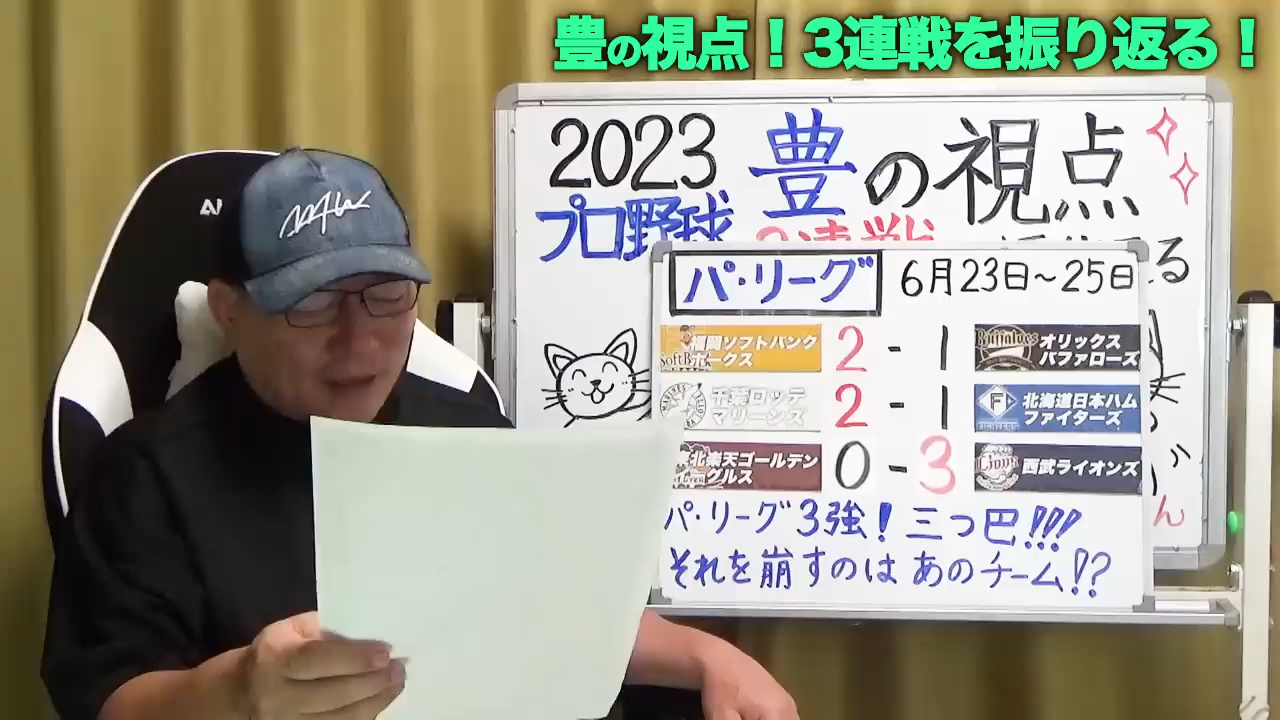 豊の視点！3連戦を振り返る！
2023 豊の視点
プロ野球 3連戦
る
パ・リーグ 6月23日〜25日
福岡ソフトバンクホークス 2 - 1 オリックス バファローズ
千葉ロッテ マリーンズ 2 - 1 北海道日本ハム ファイターズ
東北楽天ゴールデンイーグルス 0 - 3 西武ライオンズ
パ・リーグ3強！三つ巴!!!
それを崩すのは あのチーム!?
ん